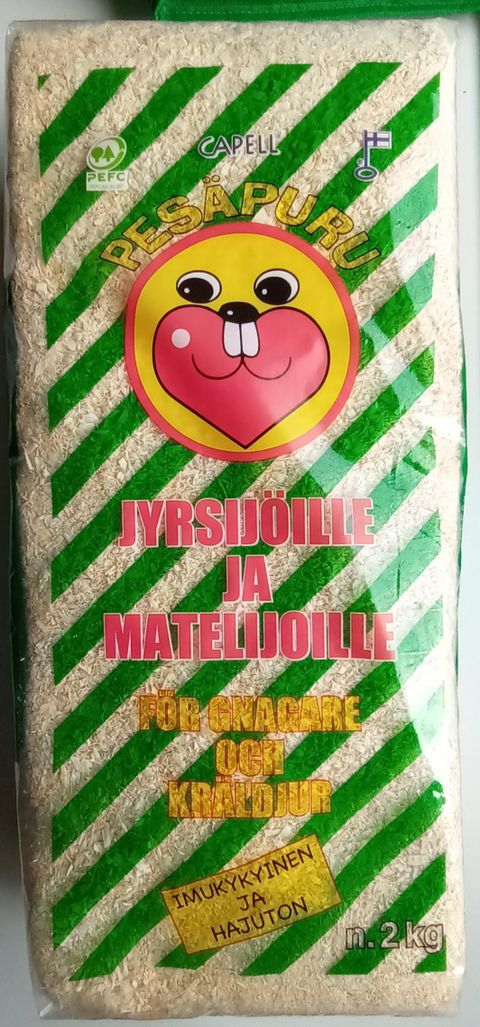 PEFC
CAPELL
PESÄPURU
JYRSIJÖILLE
JA
MATELIJOILLE
FÖR GNAGARE
OCH
KRÄLDJUR
IMUKYKYINEN
JA
HAJUTON
n. 2 kg